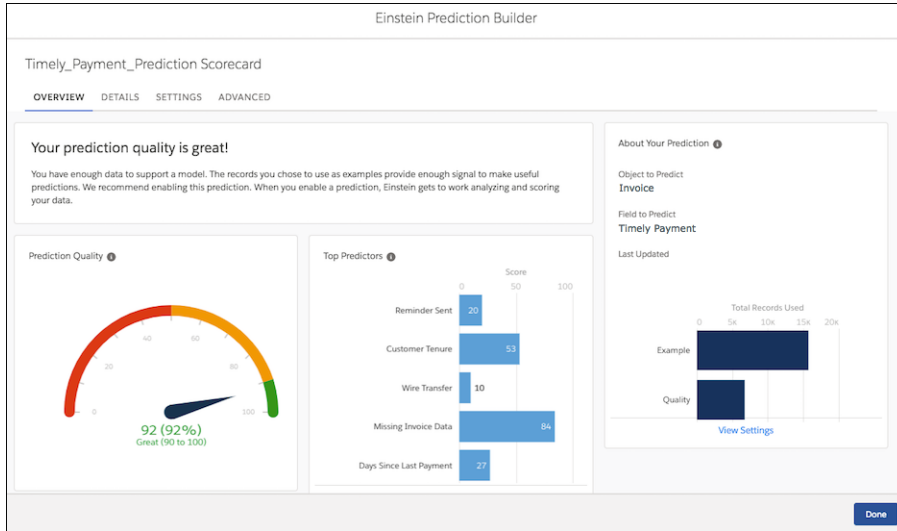 Einstein Prediction Builder
Timely_Payment_Prediction Scorecard
OVERVIEW DETAILS SETTINGS ADVANCED
Your prediction quality is great!
You have enough data to support a model. The records you chose to use as examples provide enough signal to make useful
predictions. We recommend enabling this prediction. When you enable a prediction, Einstein gets to work analyzing and scoring
your data.
Prediction Quality
0
20
40
60
80
100
92 (92%)
Great (90 to 100)
Top Predictors
Score
0 50 100
Reminder Sent 20
Customer Tenure 53
Wire Transfer 10
Missing Invoice Data 84
Days Since Last Payment 27
About Your Prediction
Object to Predict
Invoice
Field to Predict
Timely Payment
Last Updated
Total Records Used
0 5K 10K 15K 20K
Example
Quality
View Settings
Done